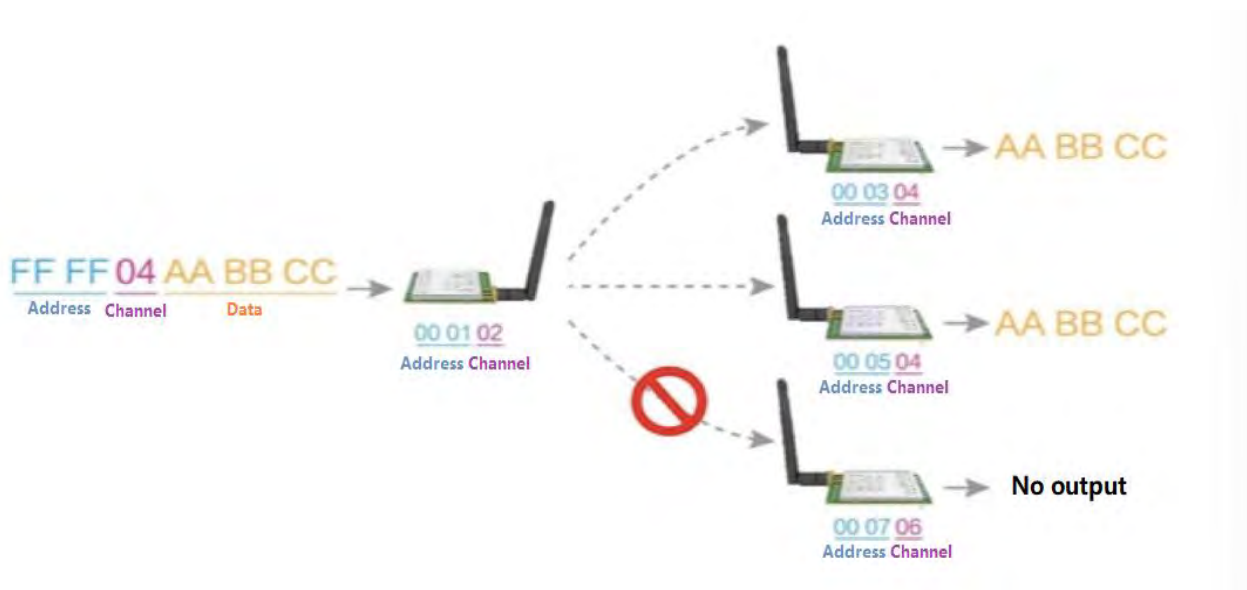 FF FF 04 AA BB CC
Address Channel Data
00 01 02
Address Channel
00 03 04
Address Channel
AA BB CC
00 05 04
Address Channel
AA BB CC
00 07 06
Address Channel
No output